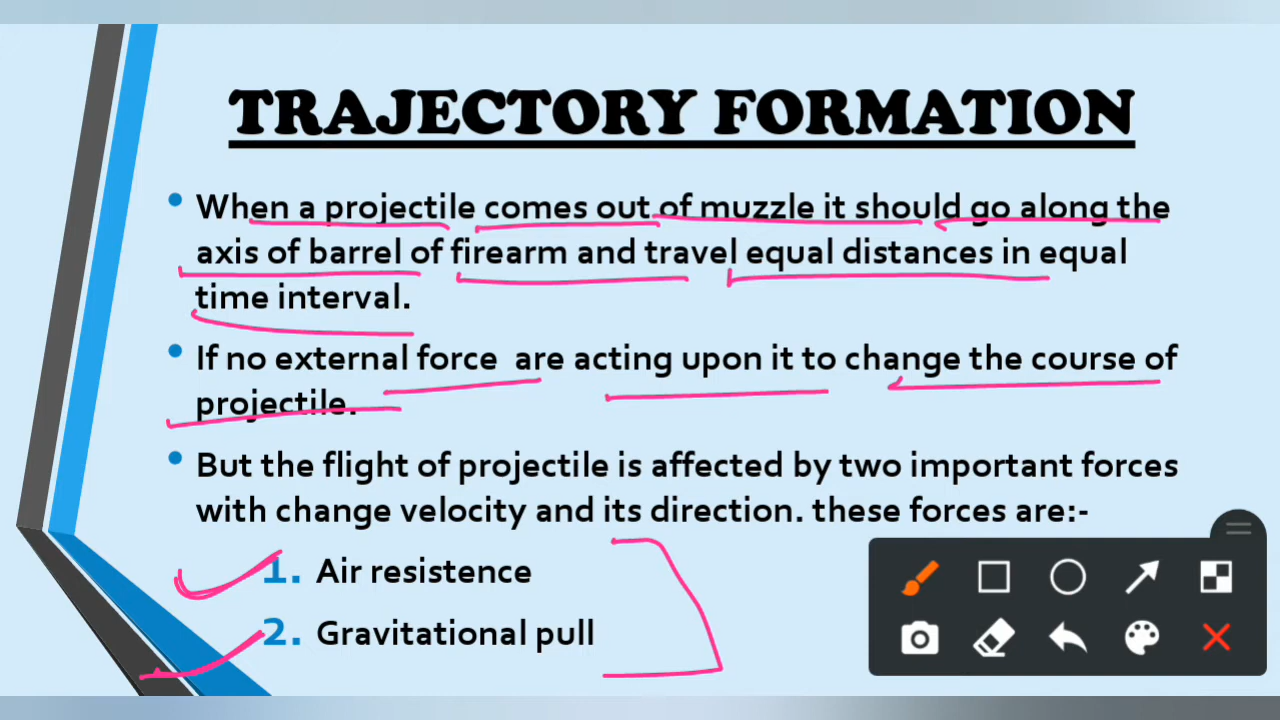 TRAJECTORY FORMATION
• When a projectile comes out of muzzle it should go along the
axis of barrel of firearm and travel equal distances in equal
time interval.
• If no external force are acting upon it to change the course of
projectile.
• But the flight of projectile is affected by two important forces
with change velocity and its direction. these forces are:-
1. Air resistence
2. Gravitational pull